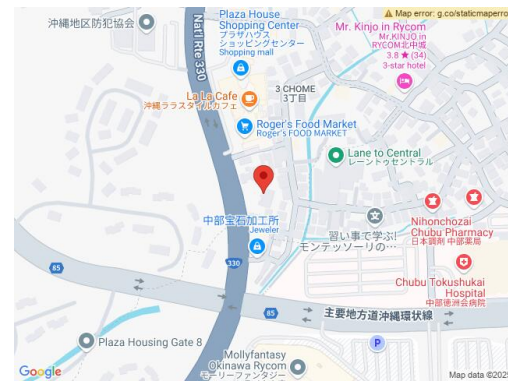 沖縄地区防犯協会
Nat'l Rte 330
Plaza House
Shopping Center
プラザハウス
ショッピングセンター
Shopping mall
Map error: g.co/staticmaperro
Mr. Kinjo in Rycom
Mr.KINJO in
RYCOM北中城
3.8 ★ (34)
3-star hotel
3 CHOME
3丁目
La La Cafe
沖縄ララスタイルカフェ
Roger's Food Market
Roger's FOOD MARKET
Lane to Central
レーントゥセントラル
中部宝石加工所
Jeweler
習い事で学ぶ!
モンテッソーリの…
Nihonchozai
Chubu Pharmacy
日本調剤 中部薬局
330
85
Chubu Tokushukai
Hospital
中部徳洲会病院
85
主要地方道沖縄環状線
Plaza Housing Gate 8
P
Mollyfantasy
Okinawa Rycom
モーリーファンタジー
Google
Map data ©2025